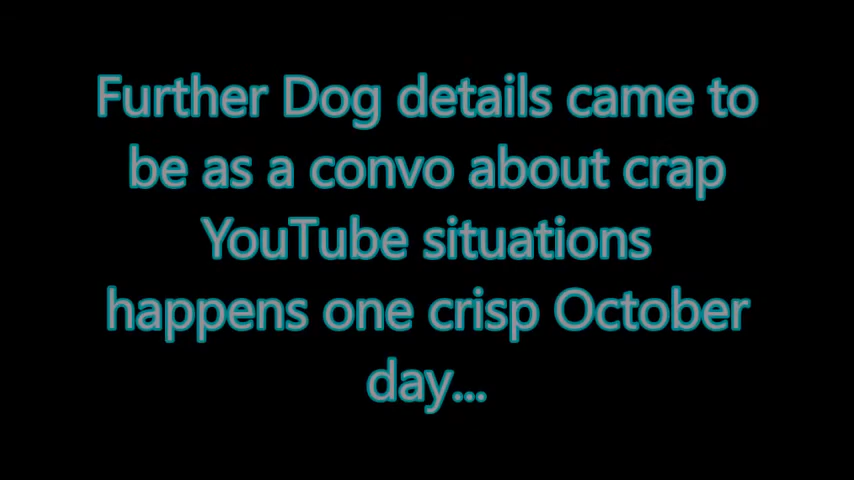 Further Dog details came to
be as a convo about crap
YouTube situations
happens one crisp October
day...